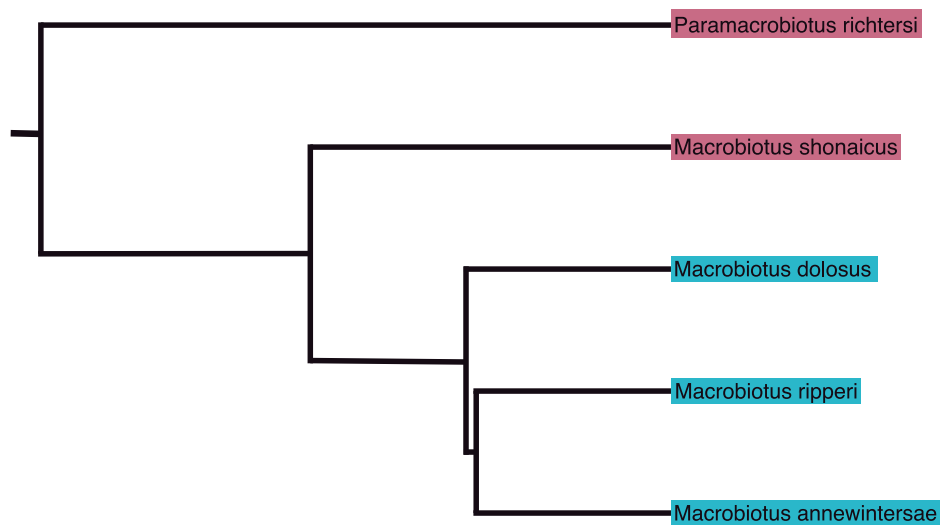 Paramacrobiotus richtersi
Macrobiotus shonaicus
Macrobiotus dolosus
Macrobiotus ripperi
Macrobiotus annewintersae